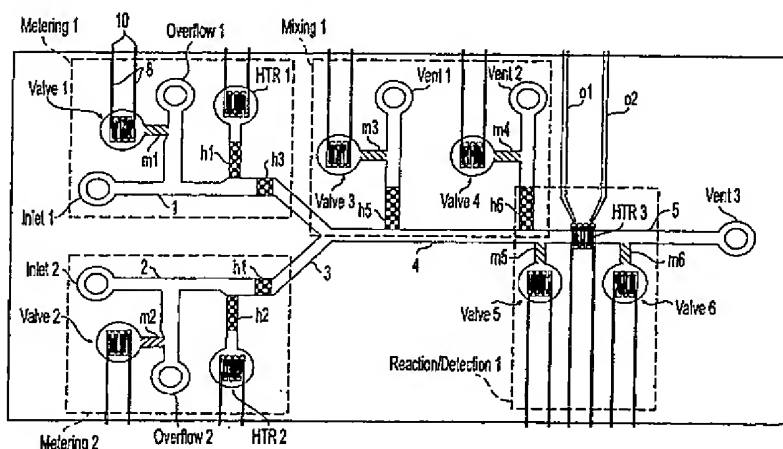 Metering 1
10
Overflow 1
Mixing 1
8
HTR 1
Vent 1
Vent 2
o1
o2
Valve 1
m1
h1
h3
m3
m4
Valve 3
Valve 4
h5
h6
HTR 3
5
Vent 3
Inlet 1
1
Inlet 2
2
h1
3
4
m5
m6
Valve 2
m2
h2
Valve 5
Valve 6
Reaction/Detection 1
Metering 2
Overflow 2
HTR 2